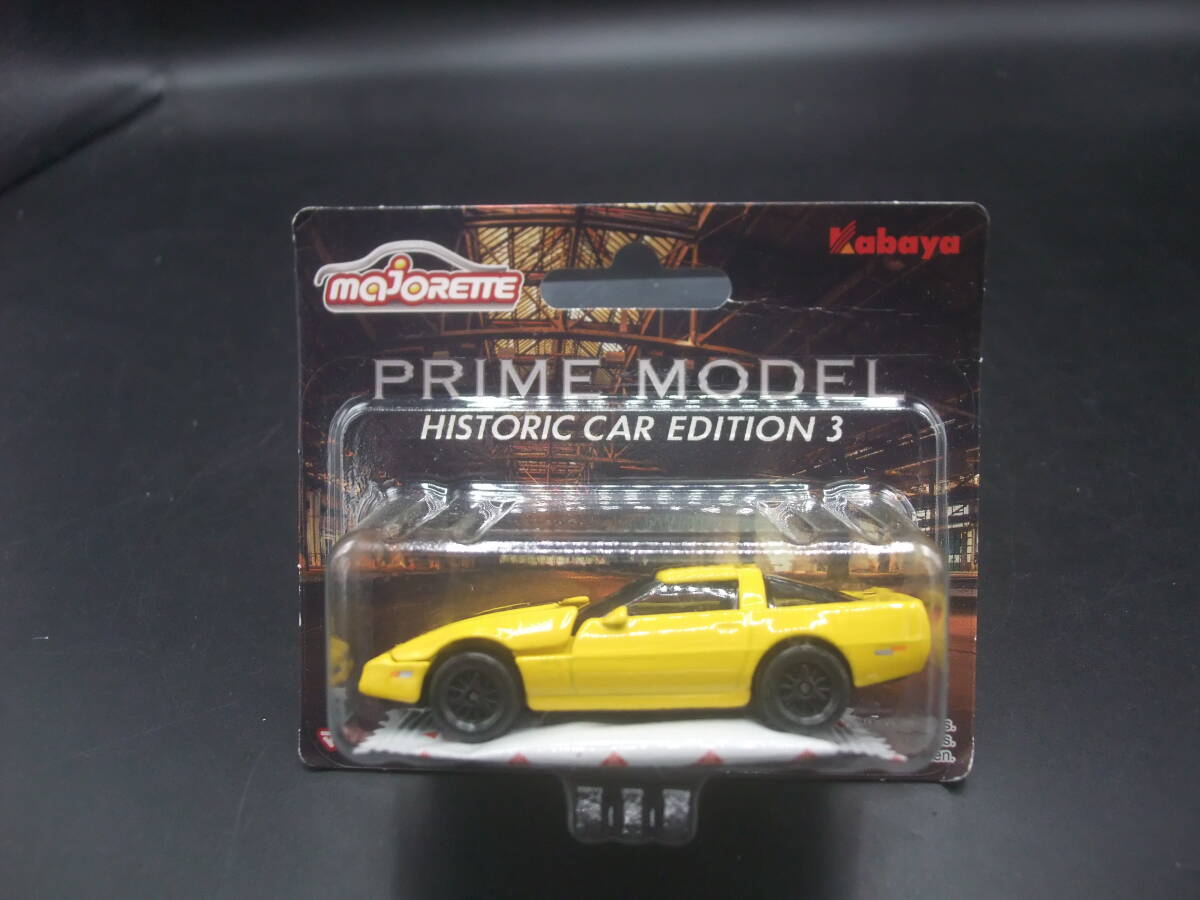 majORETTE
Kabaya
PRIME MODEL
HISTORIC CAR EDITION 3